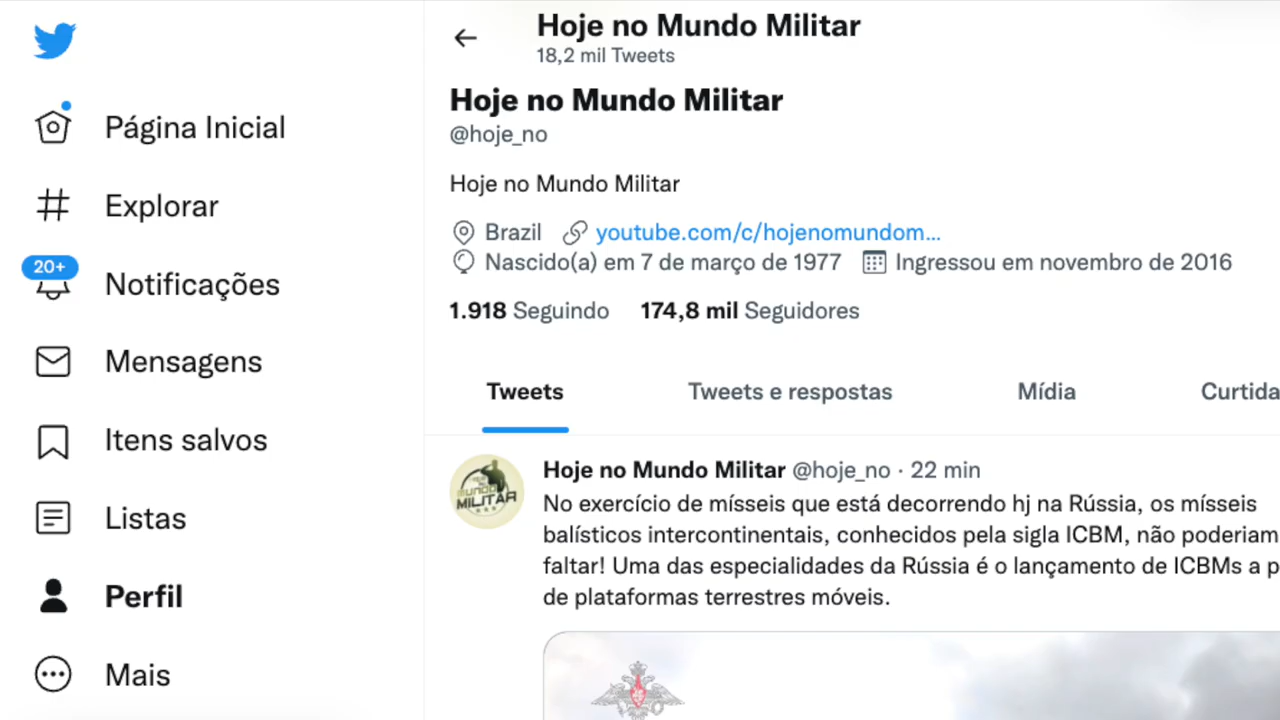 Hoje no Mundo Militar
18,2 mil Tweets
Página Inicial
Explorar
20+
Notificações
Mensagens
Itens salvos
Listas
Perfil
Mais
Hoje no Mundo Militar
@hoje_no
Hoje no Mundo Militar
Brazil youtube.com/c/hojenomundom...
Nascido(a) em 7 de março de 1977 Ingressou em novembro de 2016
1.918 Seguindo 174,8 mil Seguidores
Tweets Tweets e respostas Mídia Curtida
MUNDO
MILITAR
Hoje no Mundo Militar @hoje_no · 22 min
No exercício de mísseis que está decorrendo hj na Rússia, os mísseis
balísticos intercontinentais, conhecidos pela sigla ICBM, não poderiam
faltar! Uma das especialidades da Rússia é o lançamento de ICBMs a p
de plataformas terrestres móveis.